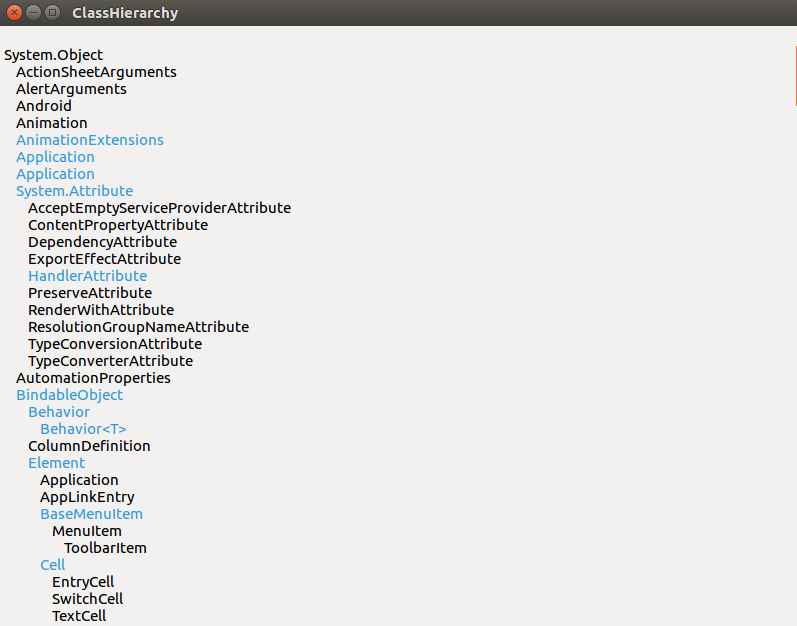 ClassHierarchy
System.Object
ActionSheetArguments
AlertArguments
Android
Animation
AnimationExtensions
Application
Application
System.Attribute
AcceptEmptyServiceProviderAttribute
ContentPropertyAttribute
DependencyAttribute
ExportEffectAttribute
HandlerAttribute
PreserveAttribute
RenderWithAttribute
ResolutionGroupNameAttribute
TypeConversionAttribute
TypeConverterAttribute
AutomationProperties
BindableObject
Behavior
Behavior<T>
ColumnDefinition
Element
Application
AppLinkEntry
BaseMenuItem
MenuItem
ToolbarItem
Cell
EntryCell
SwitchCell
TextCell